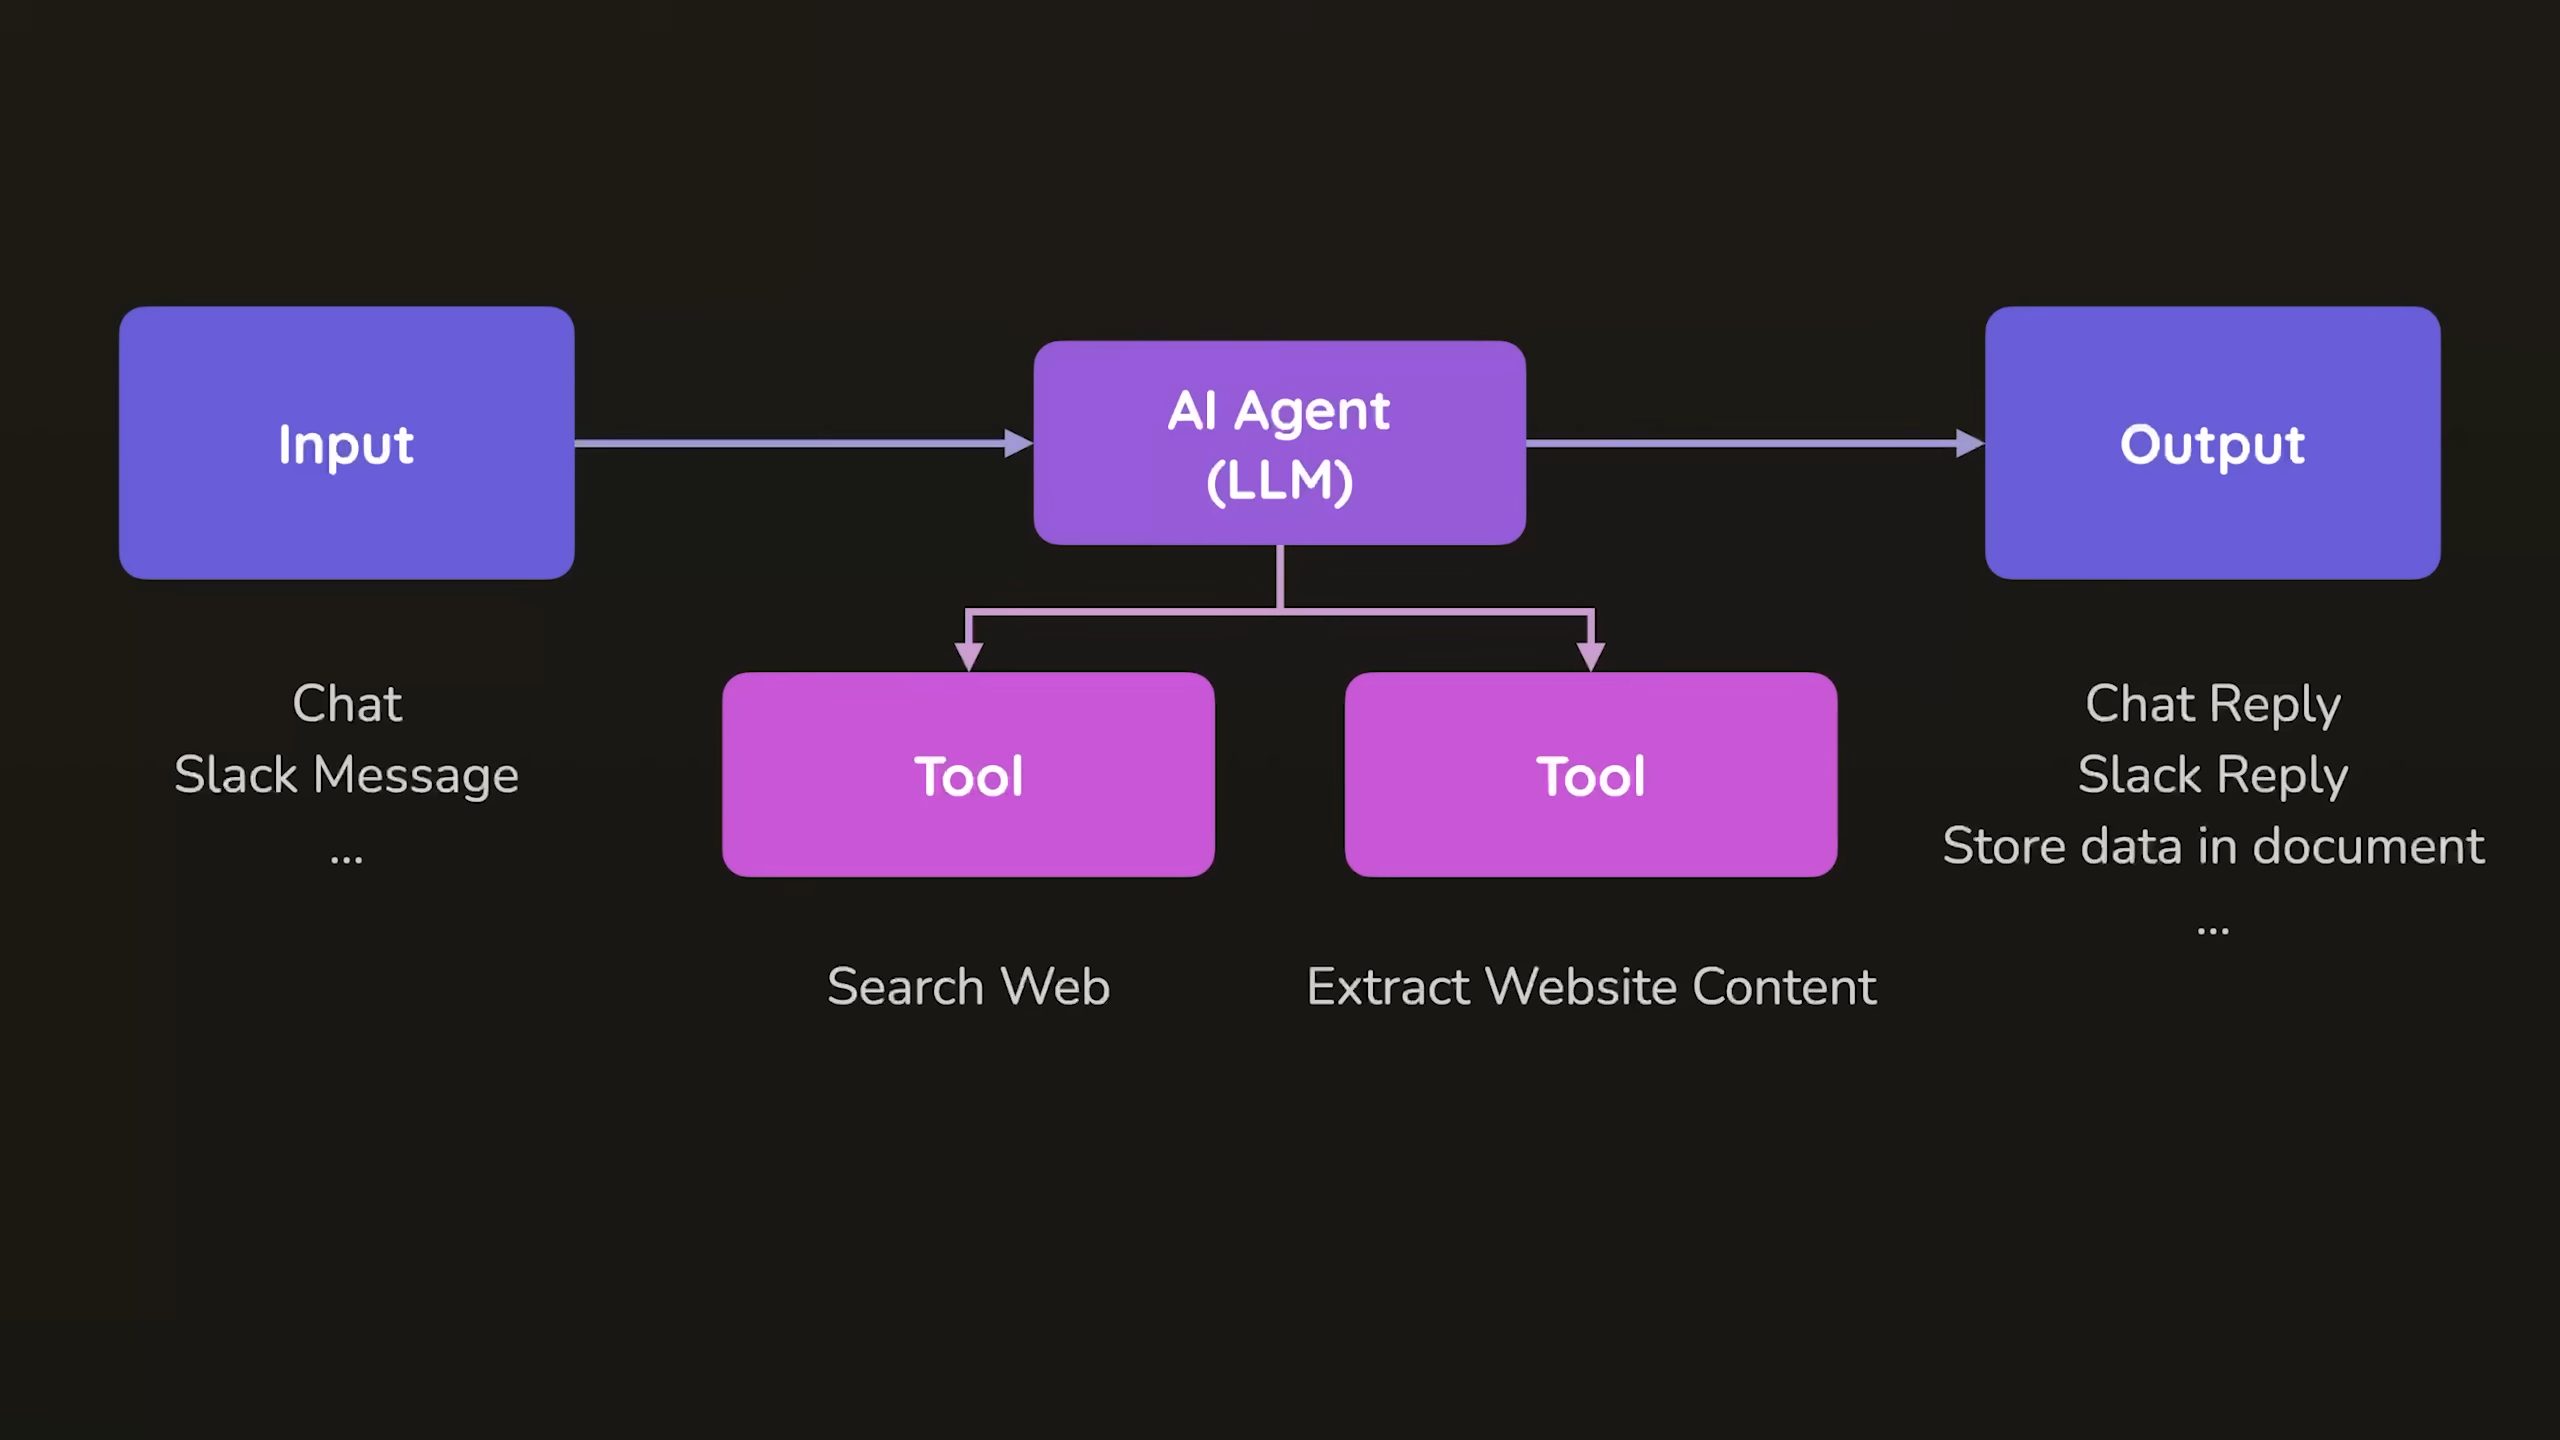 Input
AI Agent
(LLM)
Output
Chat
Slack Message
...
Tool
Tool
Chat Reply
Slack Reply
Store data in document
...
Search Web
Extract Website Content